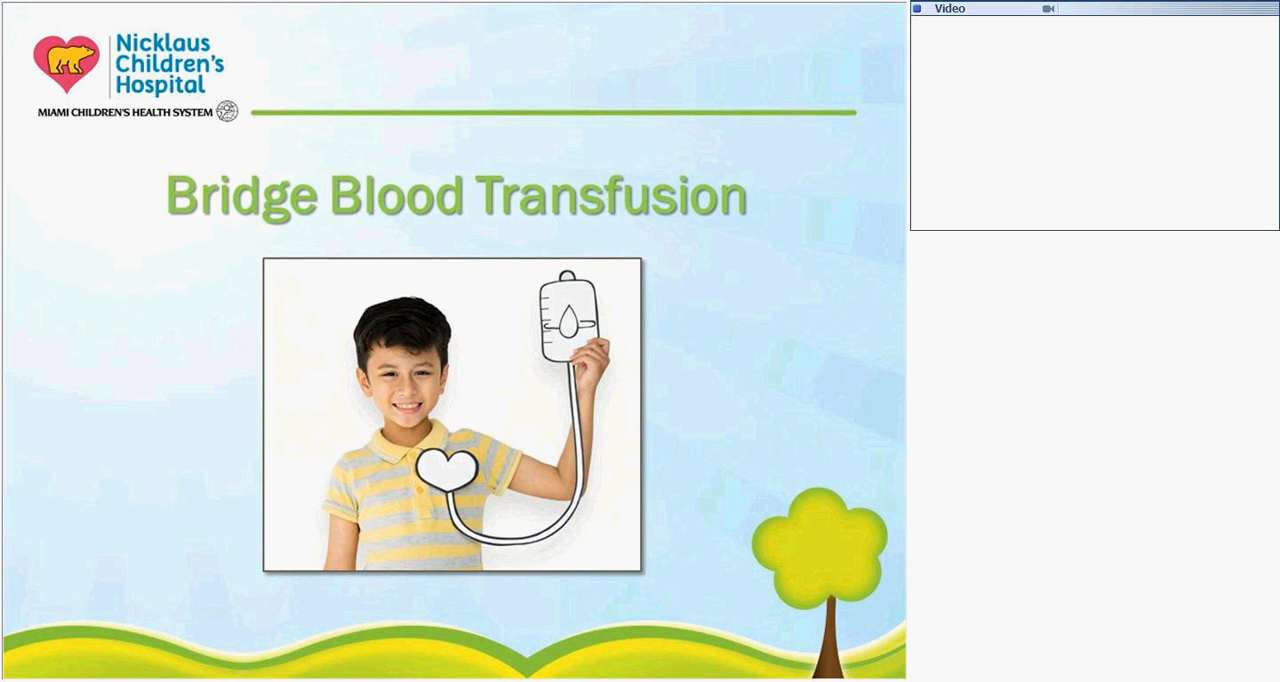 Nicklaus
Children's
Hospital
MIAMI CHILDREN'S HEALTH SYSTEM
Bridge Blood Transfusion
Video